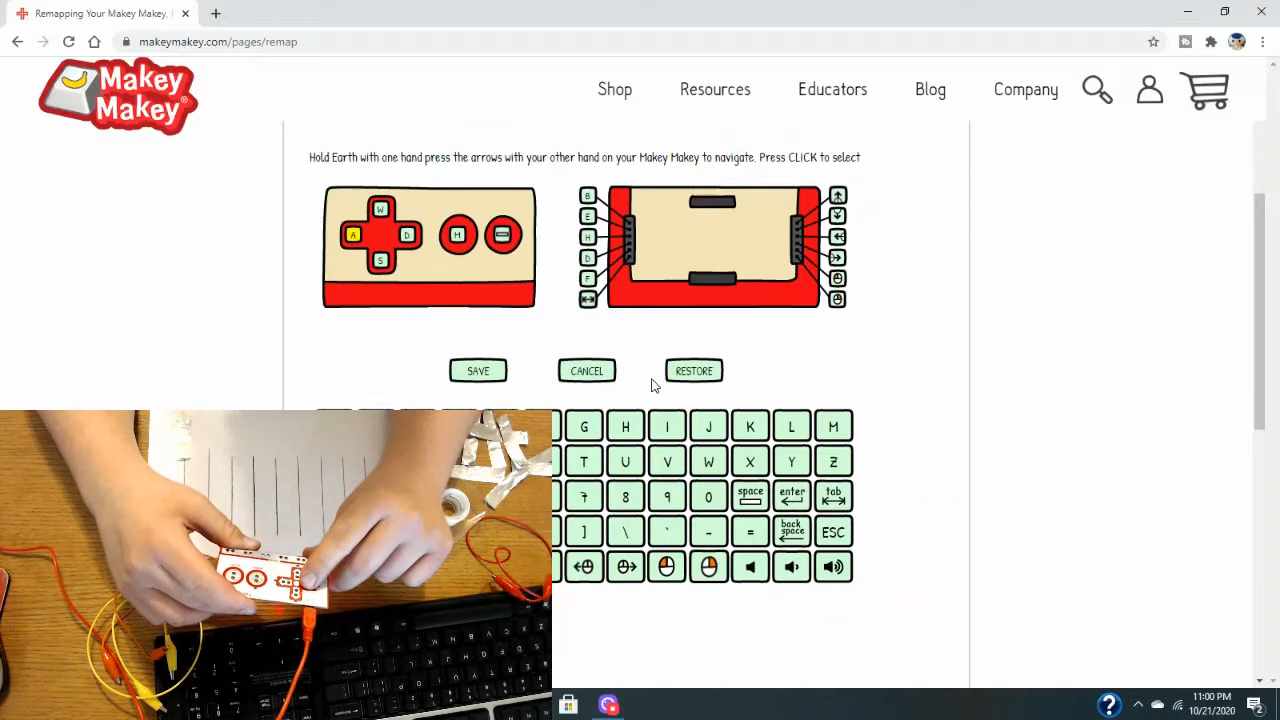 Remapping Your Makey Makey,
makeymakey.com/pages/remap
Makey
Makey®
Shop
Resources
Educators
Blog
Company
Hold Earth with one hand press the arrows with your other hand on your Makey Makey to navigate. Press CLICK to select
W
A
D
S
M
B
E
H
D
F
SAVE
CANCEL
RESTORE
G H I J K L M
T U V W X Y Z
7 8 9 0 space enter tab
] \ ` - = back space ESC
11:00 PM
10/21/2020
2